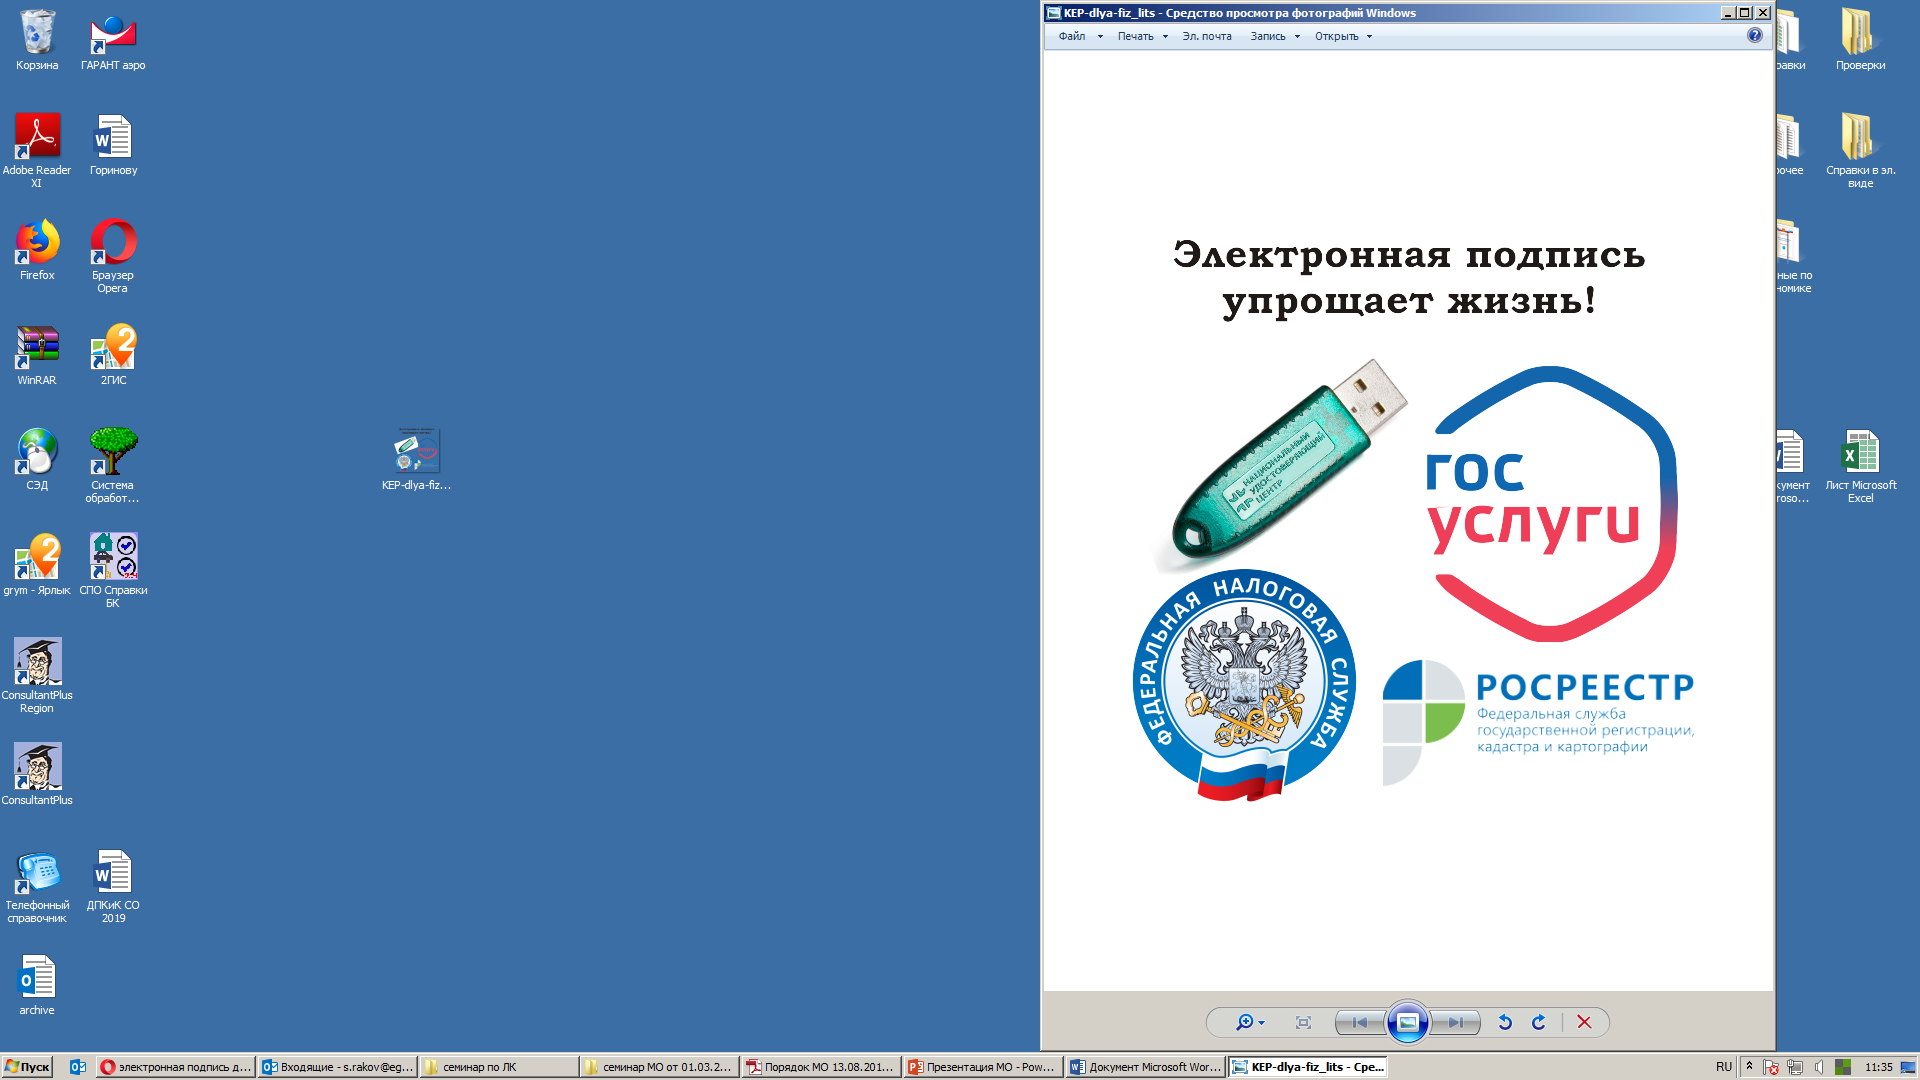 KEP-dlya-fiz_lits - Средство просмотра фотографий Windows
Файл
Печать
Эл. почта
Запись
Открыть
Корзина
ГАРАНТ аэро
Adobe Reader
XI
Горинову
Firefox
Браузер
Opera
WinRAR
2ГИС
СЭД
Система
обработ...
grym - Ярлык
СПО Справки
БК
ConsultantPlus
Region
ConsultantPlus
Телефонный
справочник
ДПКиК СО
2019
archive
KEP-dlya-fiz...
Электронная подпись
упрощает жизнь!
НАЦИОНАЛЬНЫЙ
УДОСТОВЕРЯЮЩИЙ
ЦЕНТР
гос
услуги
ФЕДЕРАЛЬНАЯ НАЛОГОВАЯ СЛУЖБА
РОСРЕЕСТР
Федеральная служба
государственной регистрации,
кадастра и картографии
Проверки
Справки в эл.
виде
Лист Microsoft
Excel
Пуск
электронная подпись д...
Входящие - s.rakov@eg...
семинар по ЛК
семинар МО от 01.03.2...
Порядок МО 13.08.201...
Презентация МО - Pow...
Документ Microsoft Wor...
KEP-dlya-fiz_lits - Сре...
RU
11:35